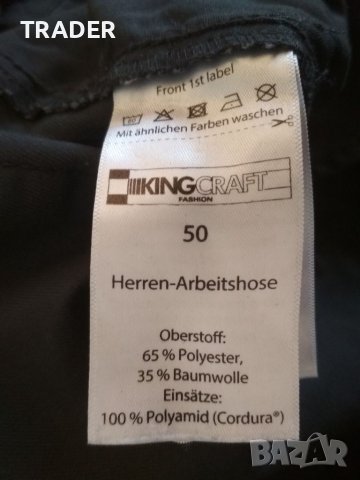 TRADER
Front 1st label
Mit ähnlichen Farben waschen
KINGCRAFT
FASHION
50
Herren-Arbeitshose
Oberstoff:
65 % Polyester,
35 % Baumwolle
Einsätze:
100 % Polyamid (Cordura®)
BAZAR